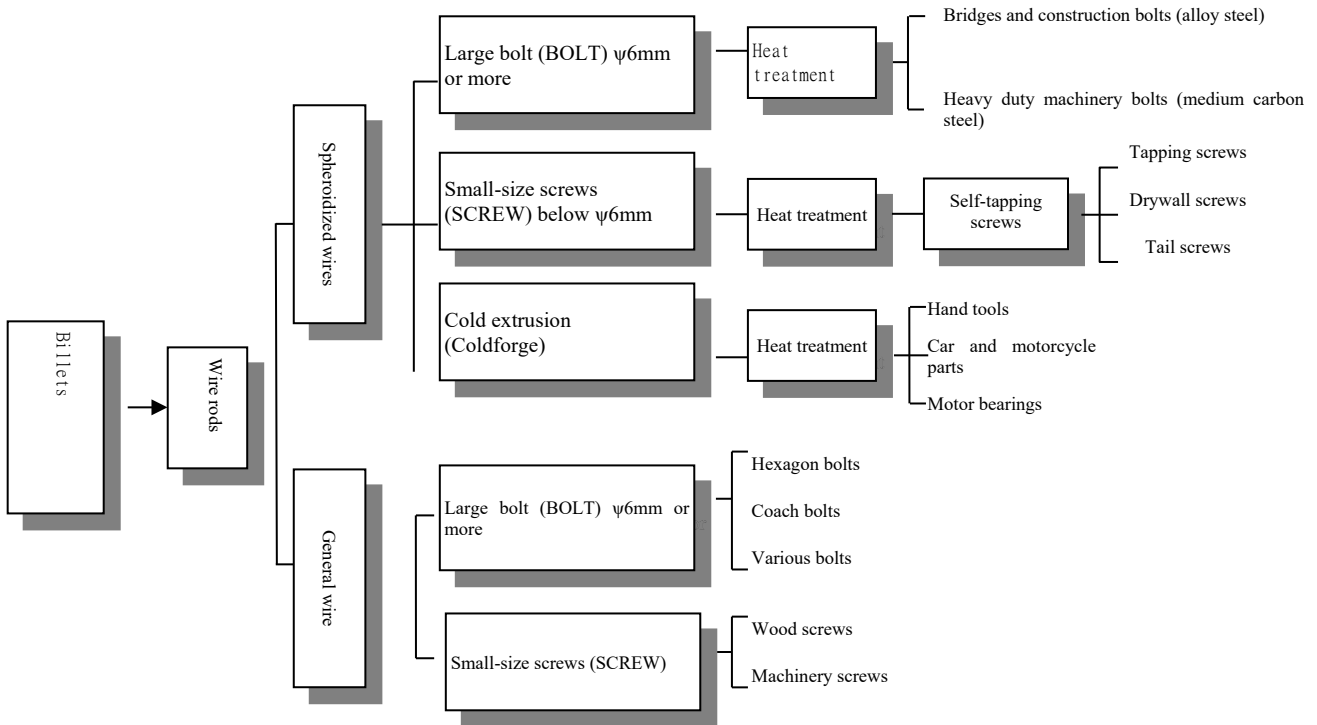 Billets
Wire rods
Spheroidized wires
Large bolt (BOLT) ψ6mm
or more
Heat
treatment
Bridges and construction bolts (alloy steel)
Heavy duty machinery bolts (medium carbon
steel)
Small-size screws
(SCREW) below ψ6mm
Heat treatment
Self-tapping
screws
Tapping screws
Drywall screws
Tail screws
Cold extrusion
(Coldforge)
Heat treatment
Hand tools
Car and motorcycle
parts
Motor bearings
General wire
Large bolt (BOLT) ψ6mm or
more
Hexagon bolts
Coach bolts
Various bolts
Small-size screws (SCREW)
Wood screws
Machinery screws